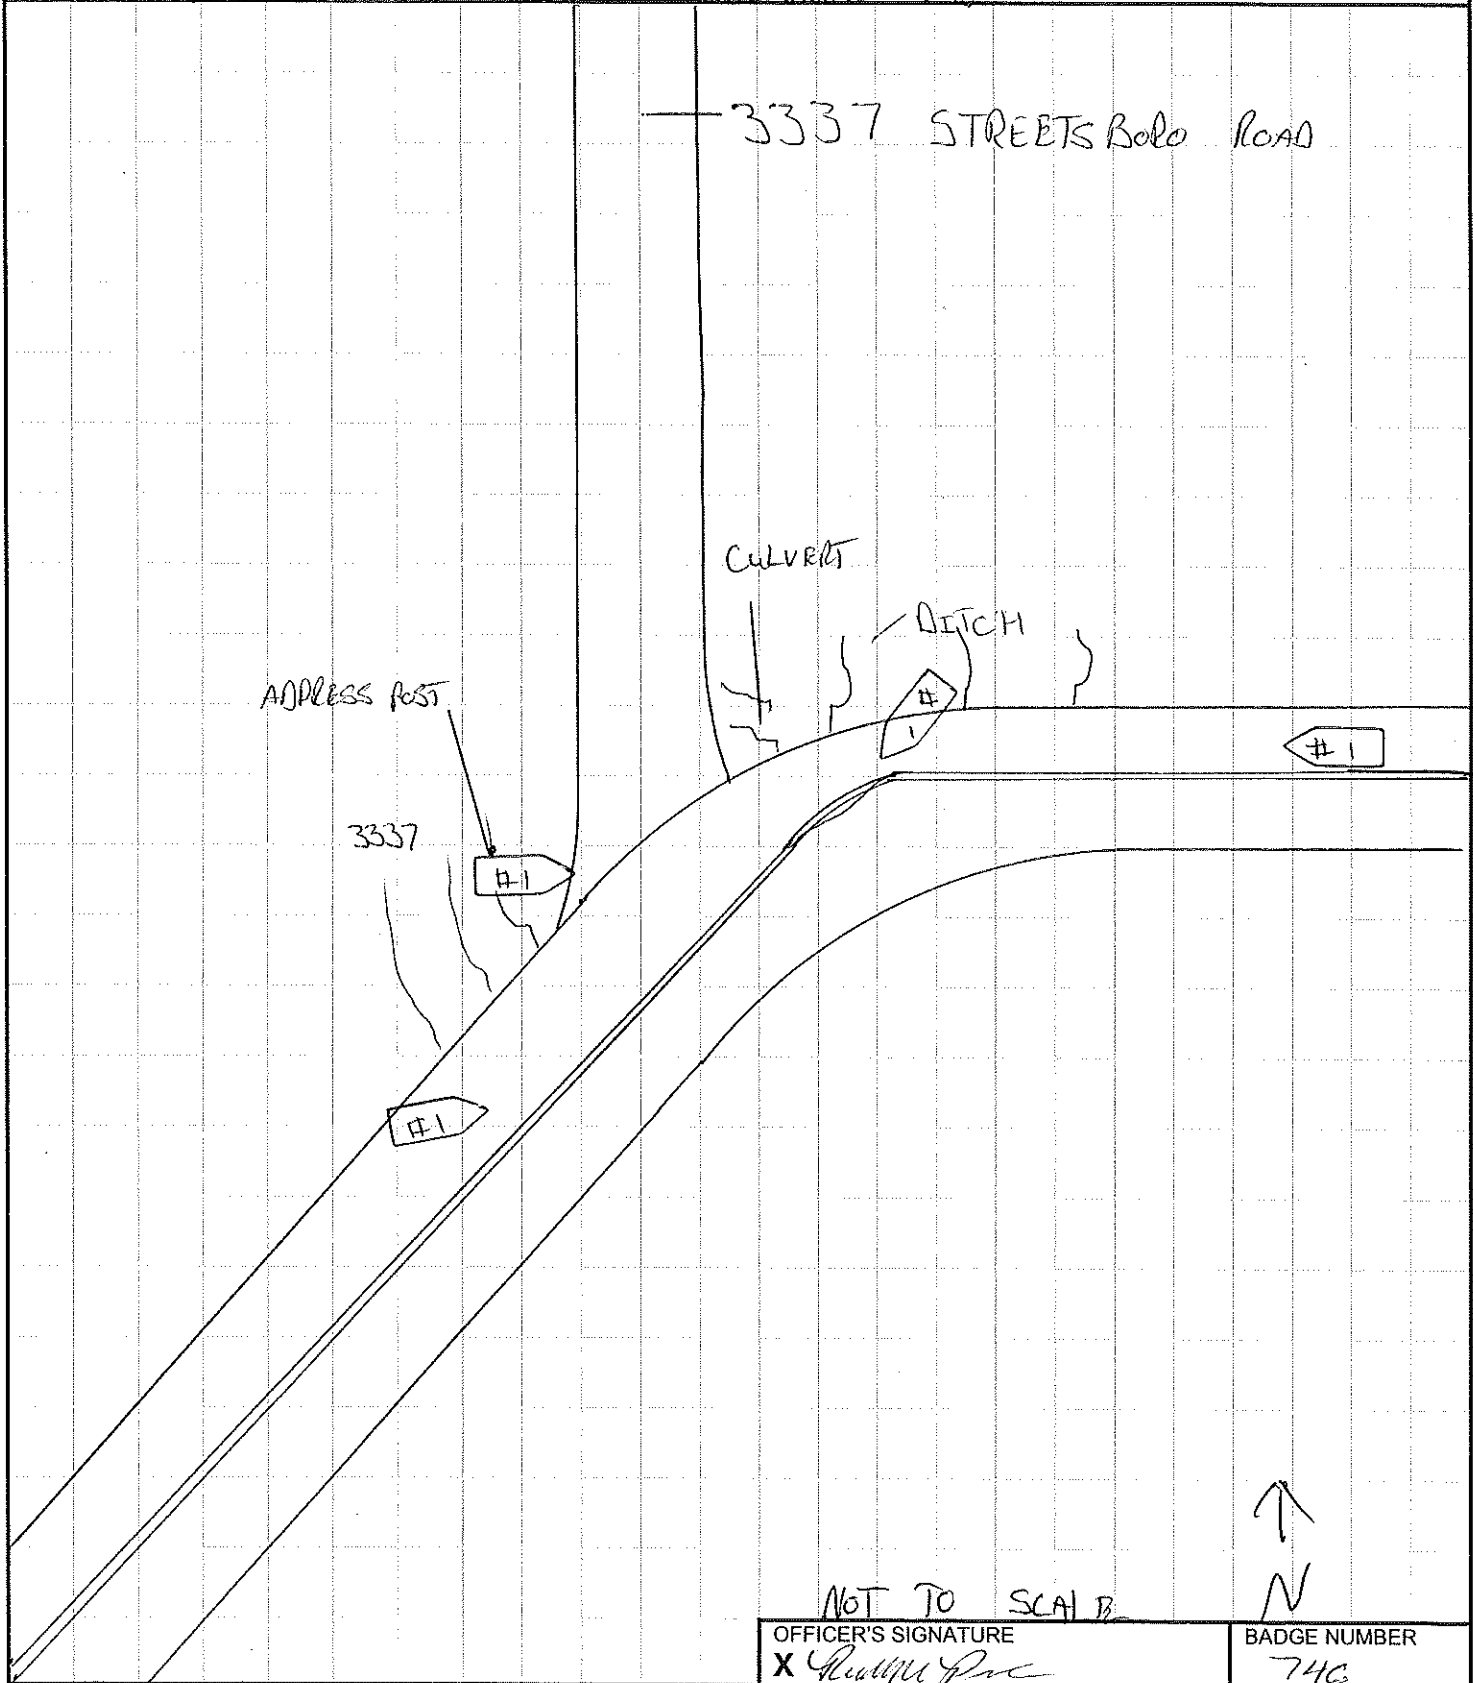 3337 STREETSBORO ROAD
CULVERT
DITCH
ADDRESS POST
#1
#1
3337
#1
#1
NOT TO SCALE
N
OFFICER'S SIGNATURE
X
BADGE NUMBER
746